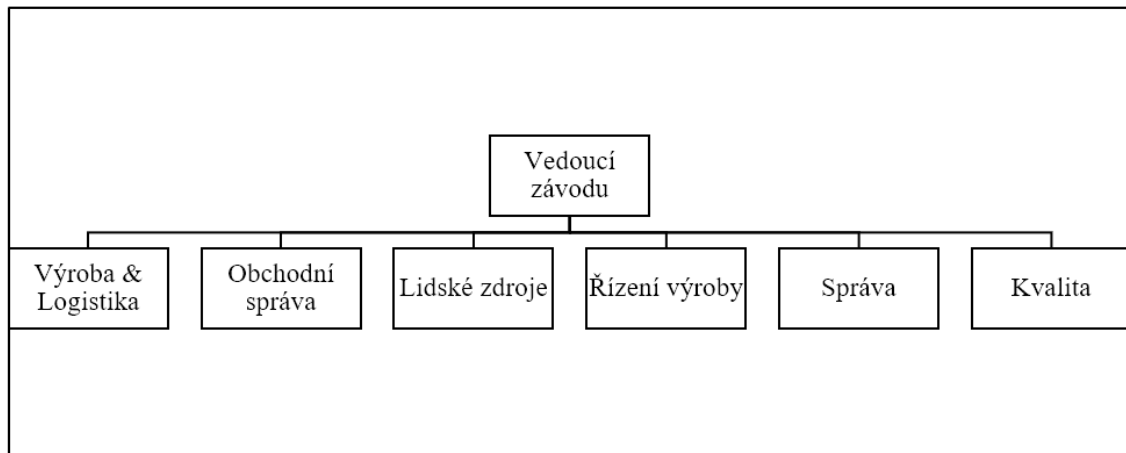 Vedoucí
závodu
Výroba &
Logistika
Obchodní
správa
Lidské zdroje
Řízení výroby
Správa
Kvalita